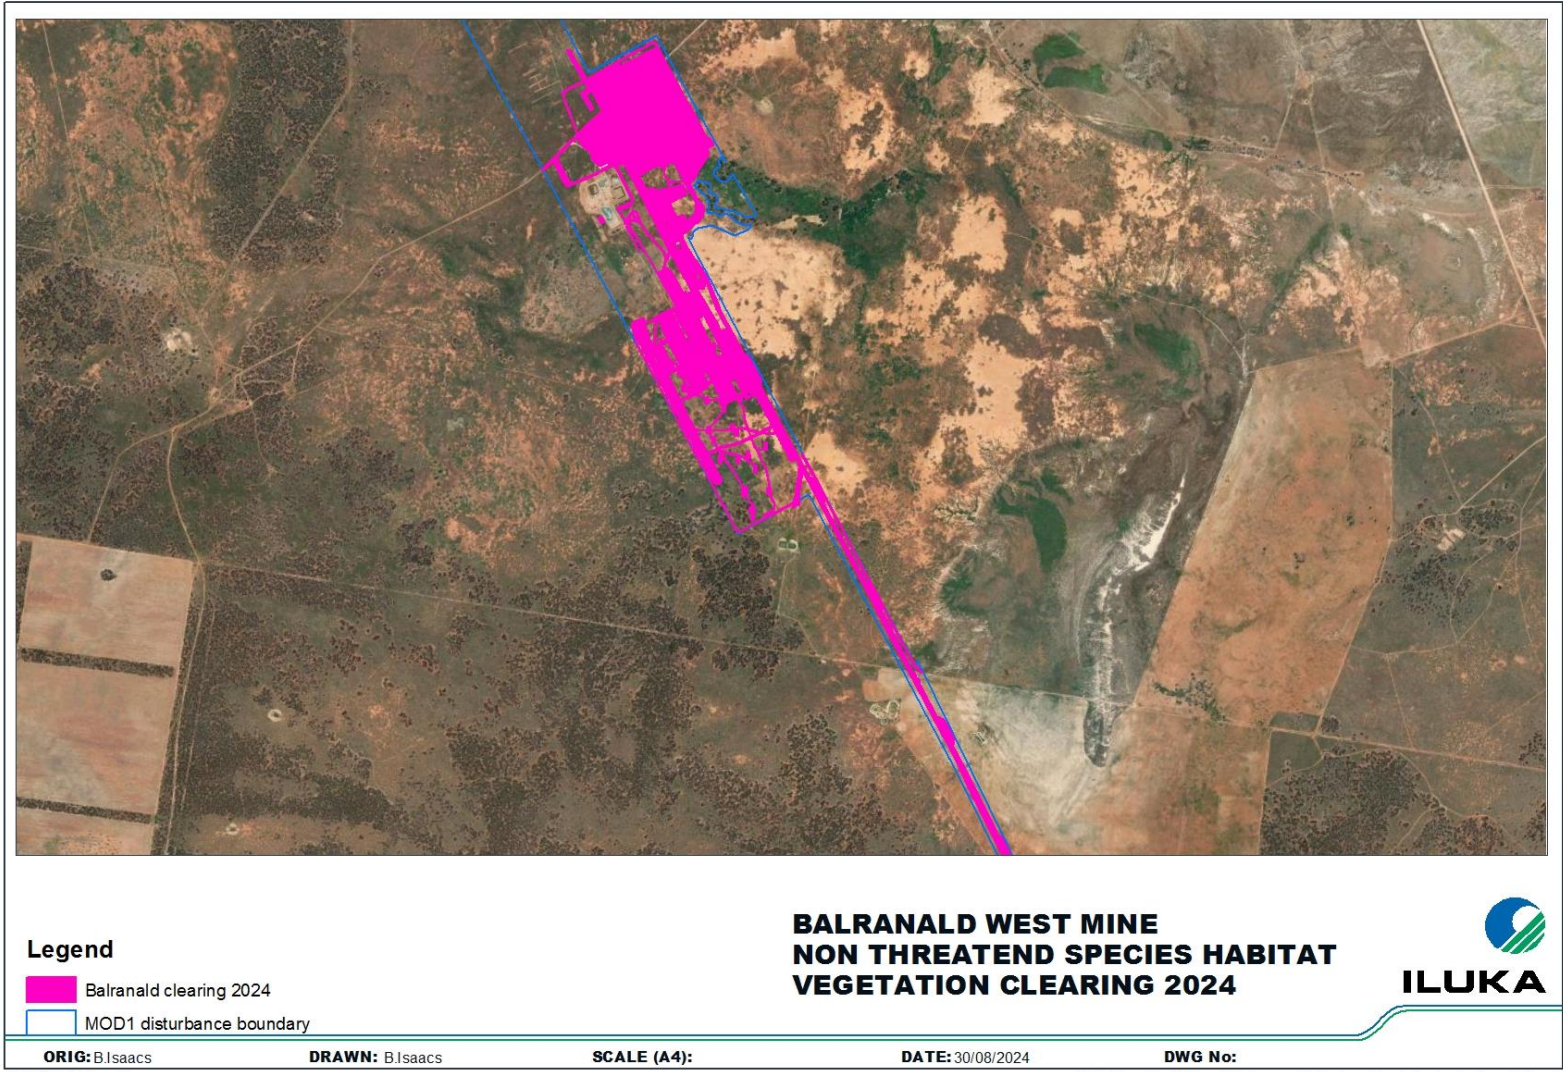 BALRANALD WEST MINE
NON THREATEND SPECIES HABITAT
VEGETATION CLEARING 2024
ILUKA
Legend
Balranald clearing 2024
MOD1 disturbance boundary
ORIG: B.Isaacs DRAWN: B.Isaacs SCALE (A4): DATE: 30/08/2024 DWG No: